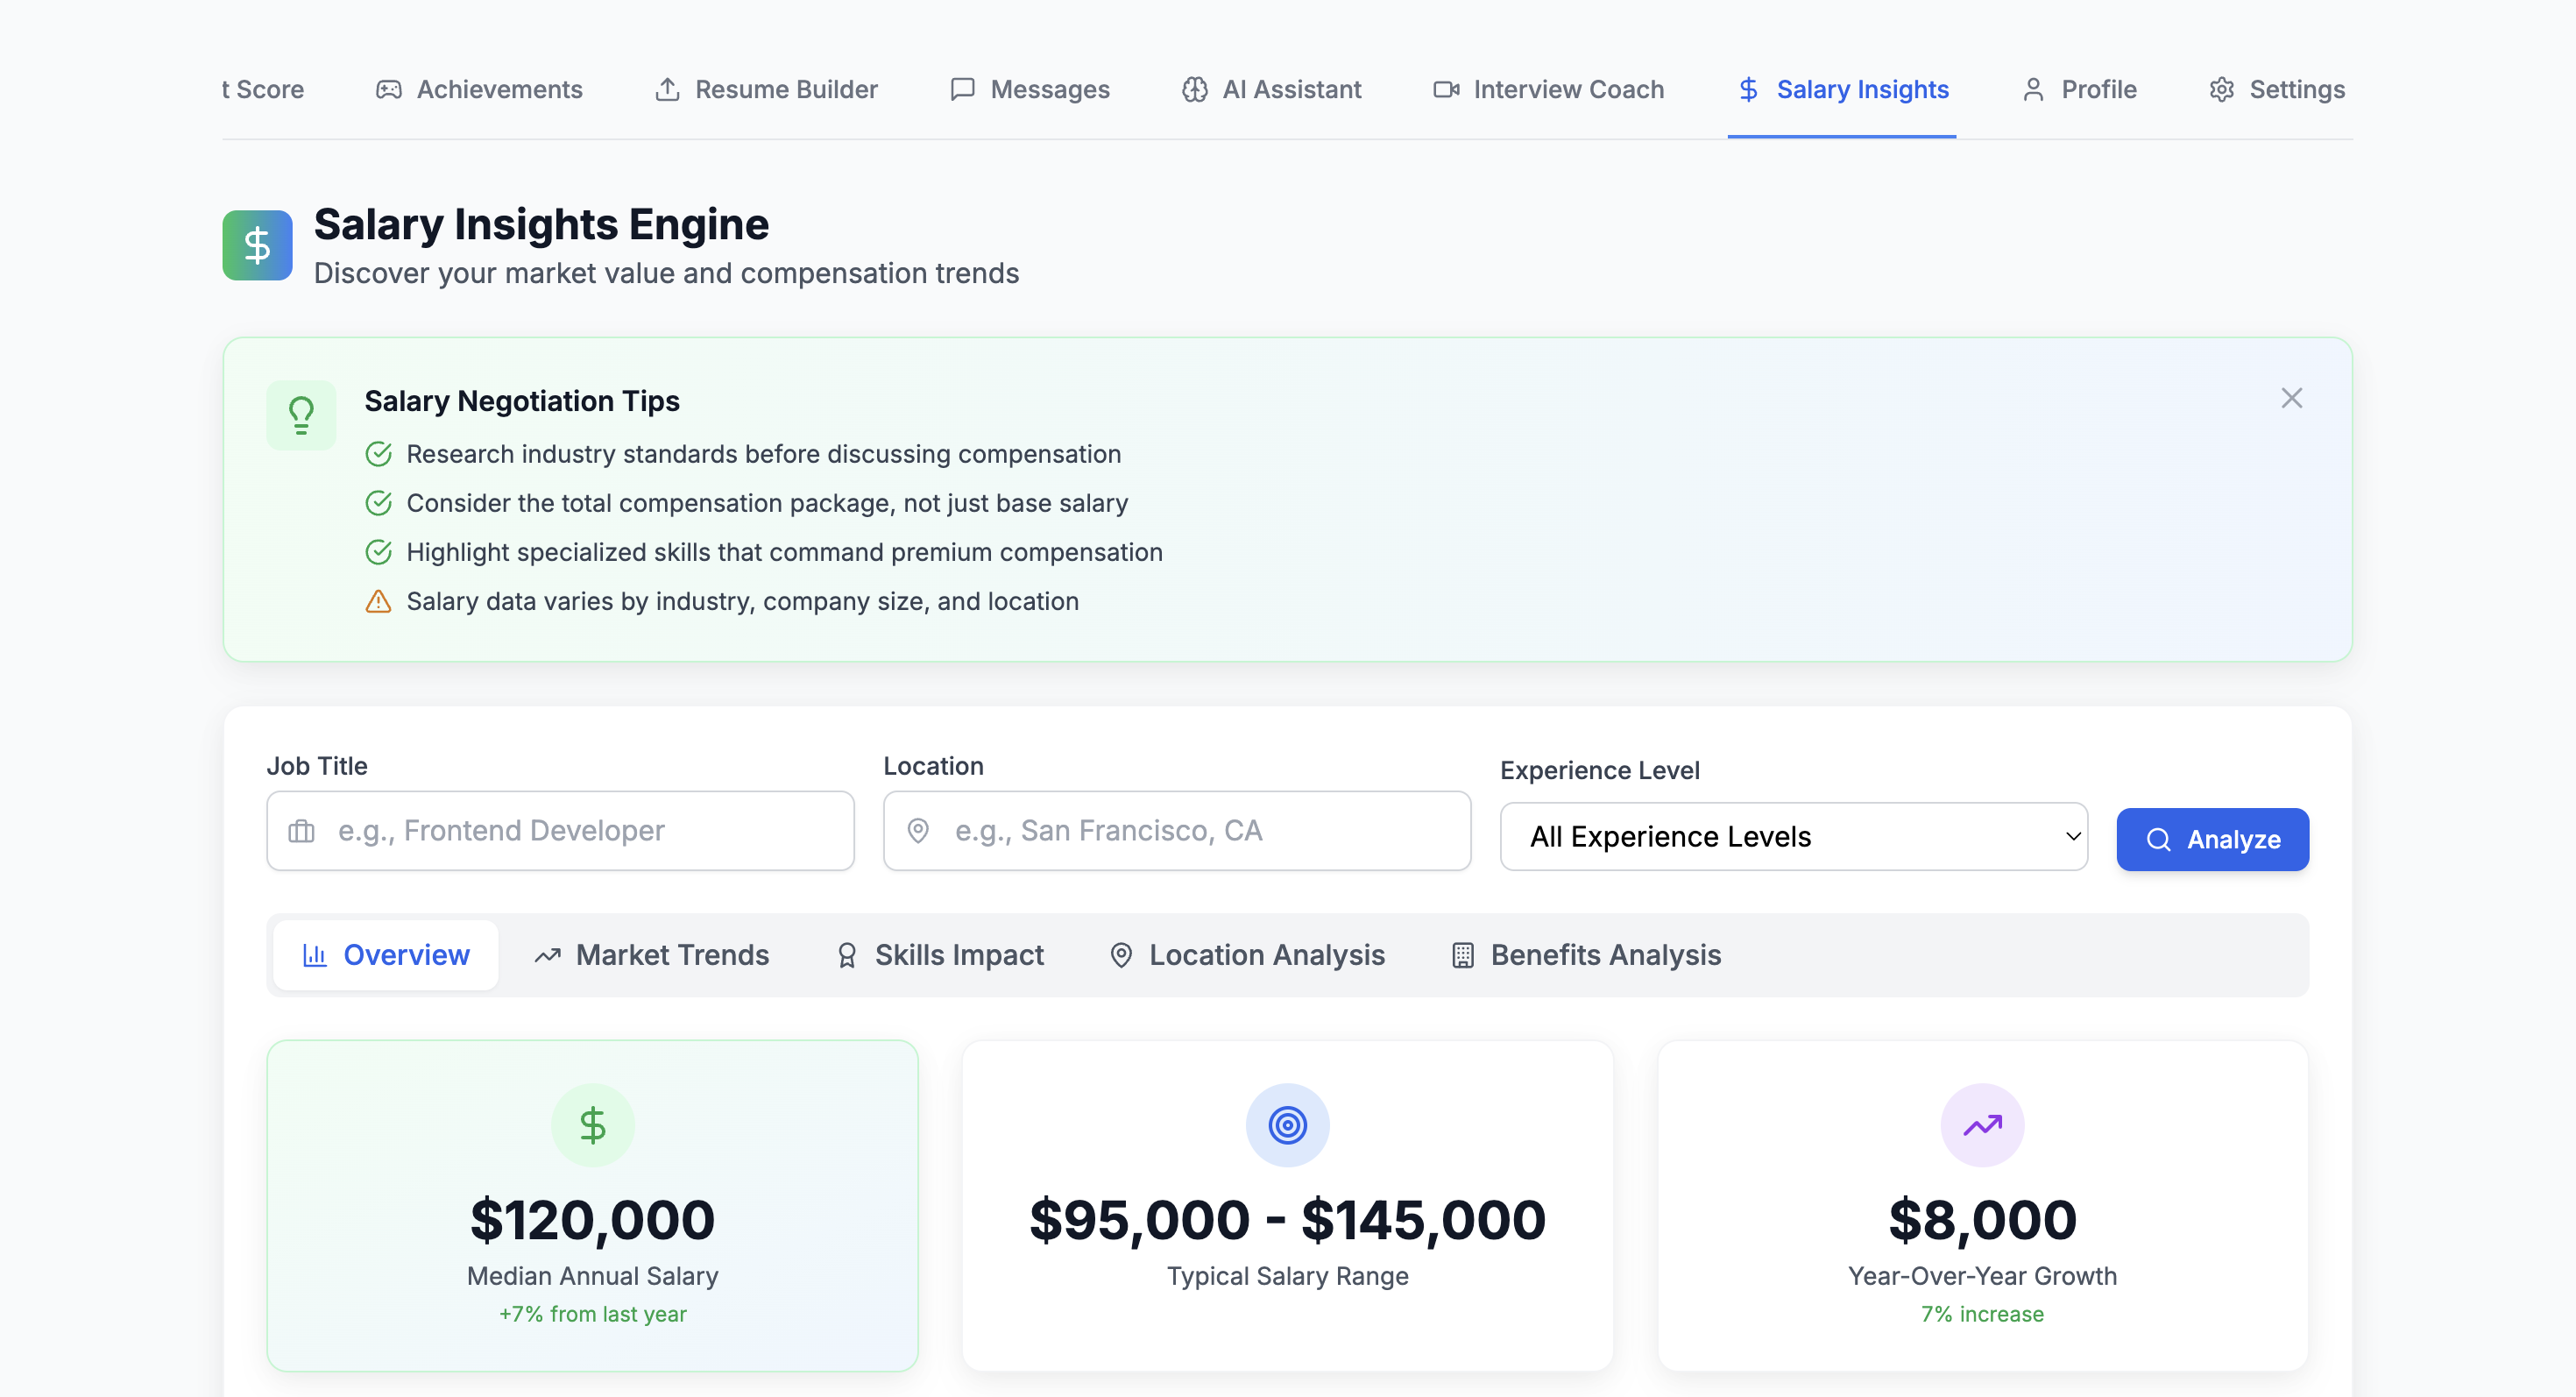 t Score Achievements Resume Builder Messages AI Assistant Interview Coach Salary Insights Profile Settings
Salary Insights Engine
Discover your market value and compensation trends
Salary Negotiation Tips
Research industry standards before discussing compensation
Consider the total compensation package, not just base salary
Highlight specialized skills that command premium compensation
Salary data varies by industry, company size, and location
Job Title Location Experience Level
e.g., Frontend Developer e.g., San Francisco, CA All Experience Levels Analyze
Overview Market Trends Skills Impact Location Analysis Benefits Analysis
$120,000 $95,000 - $145,000 $8,000
Median Annual Salary Typical Salary Range Year-Over-Year Growth
+7% from last year 7% increase